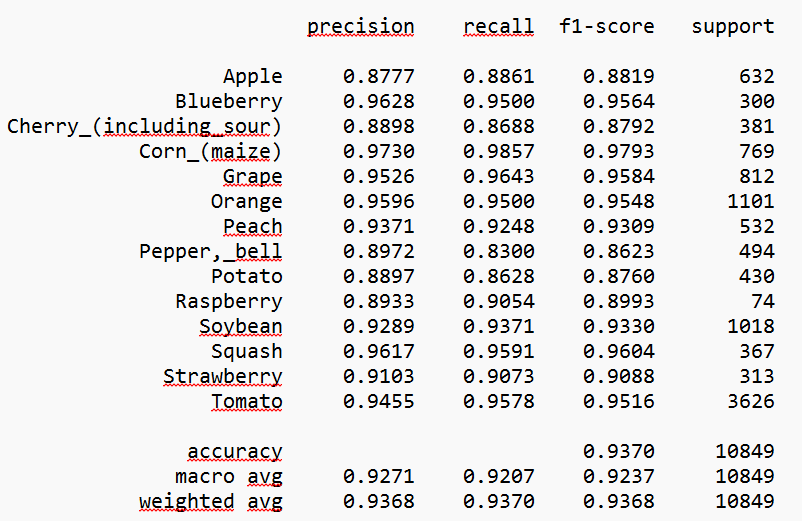 precision recall f1-score support
Apple 0.8777 0.8861 0.8819 632
Blueberry 0.9628 0.9500 0.9564 300
Cherry_(including_sour) 0.8898 0.8688 0.8792 381
Corn_(maize) 0.9730 0.9857 0.9793 769
Grape 0.9526 0.9643 0.9584 812
Orange 0.9596 0.9500 0.9548 1101
Peach 0.9371 0.9248 0.9309 532
Pepper,_bell 0.8972 0.8300 0.8623 494
Potato 0.8897 0.8628 0.8760 430
Raspberry 0.8933 0.9054 0.8993 74
Soybean 0.9289 0.9371 0.9330 1018
Squash 0.9617 0.9591 0.9604 367
Strawberry 0.9103 0.9073 0.9088 313
Tomato 0.9455 0.9578 0.9516 3626
accuracy 0.9370 10849
macro avg 0.9271 0.9207 0.9237 10849
weighted avg 0.9368 0.9370 0.9368 10849